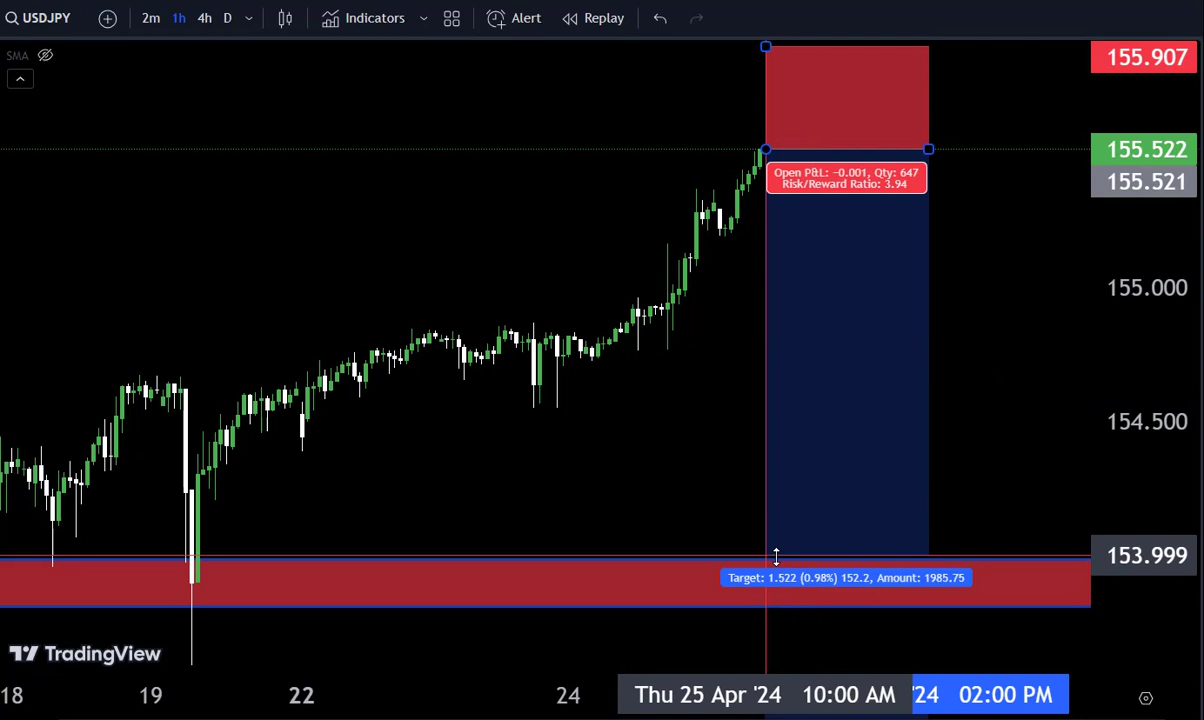 USDJPY 2m 1h 4h D Indicators Alert Replay
SMA
155.907
155.522
155.521
Open P&L: -0.001, Qty: 647
Risk/Reward Ratio: 3.94
155.000
154.500
153.999
Target: 1.522 (0.98%) 152.2, Amount: 1985.75
TradingView
18 19 22 24 Thu 25 Apr '24 10:00 AM '24 02:00 PM